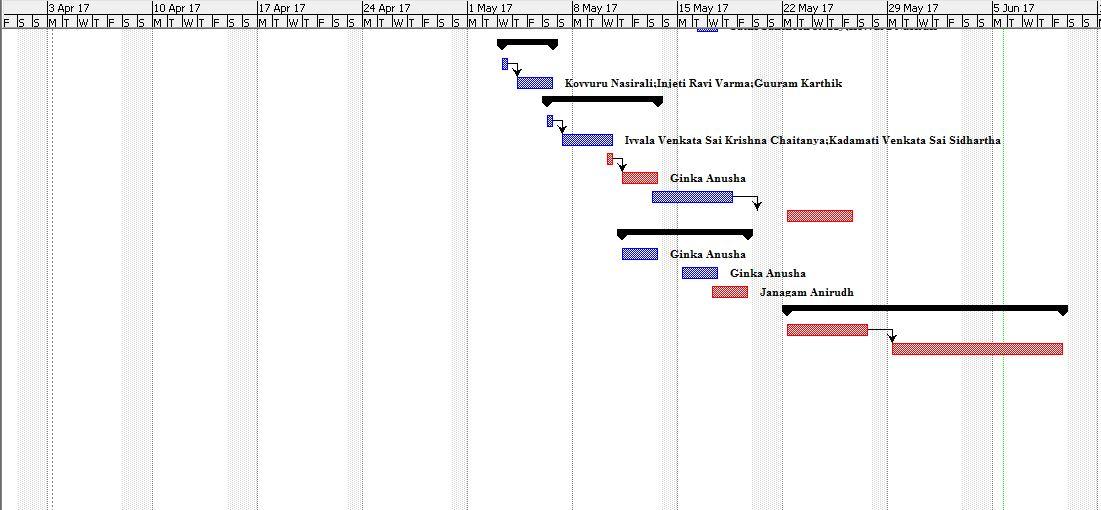 3 Apr 17 10 Apr 17 17 Apr 17 24 Apr 17 1 May 17 8 May 17 15 May 17 22 May 17 29 May 17 5 Jun 17
F S S M T W T F S S M T W T F S S M T W T F S S M T W T F S S M T W T F S S M T W T F S S M T W T F S S M T W T F S S M T W T F S S M T W T F S S M
Kovvuru Nasirali;Injeti Ravi Varma;Guuram Karthik
Ivvala Venkata Sai Krishna Chaitanya;Kadamati Venkata Sai Sidhartha
Ginka Anusha
Ginka Anusha
Ginka Anusha
Janagam Anirudh